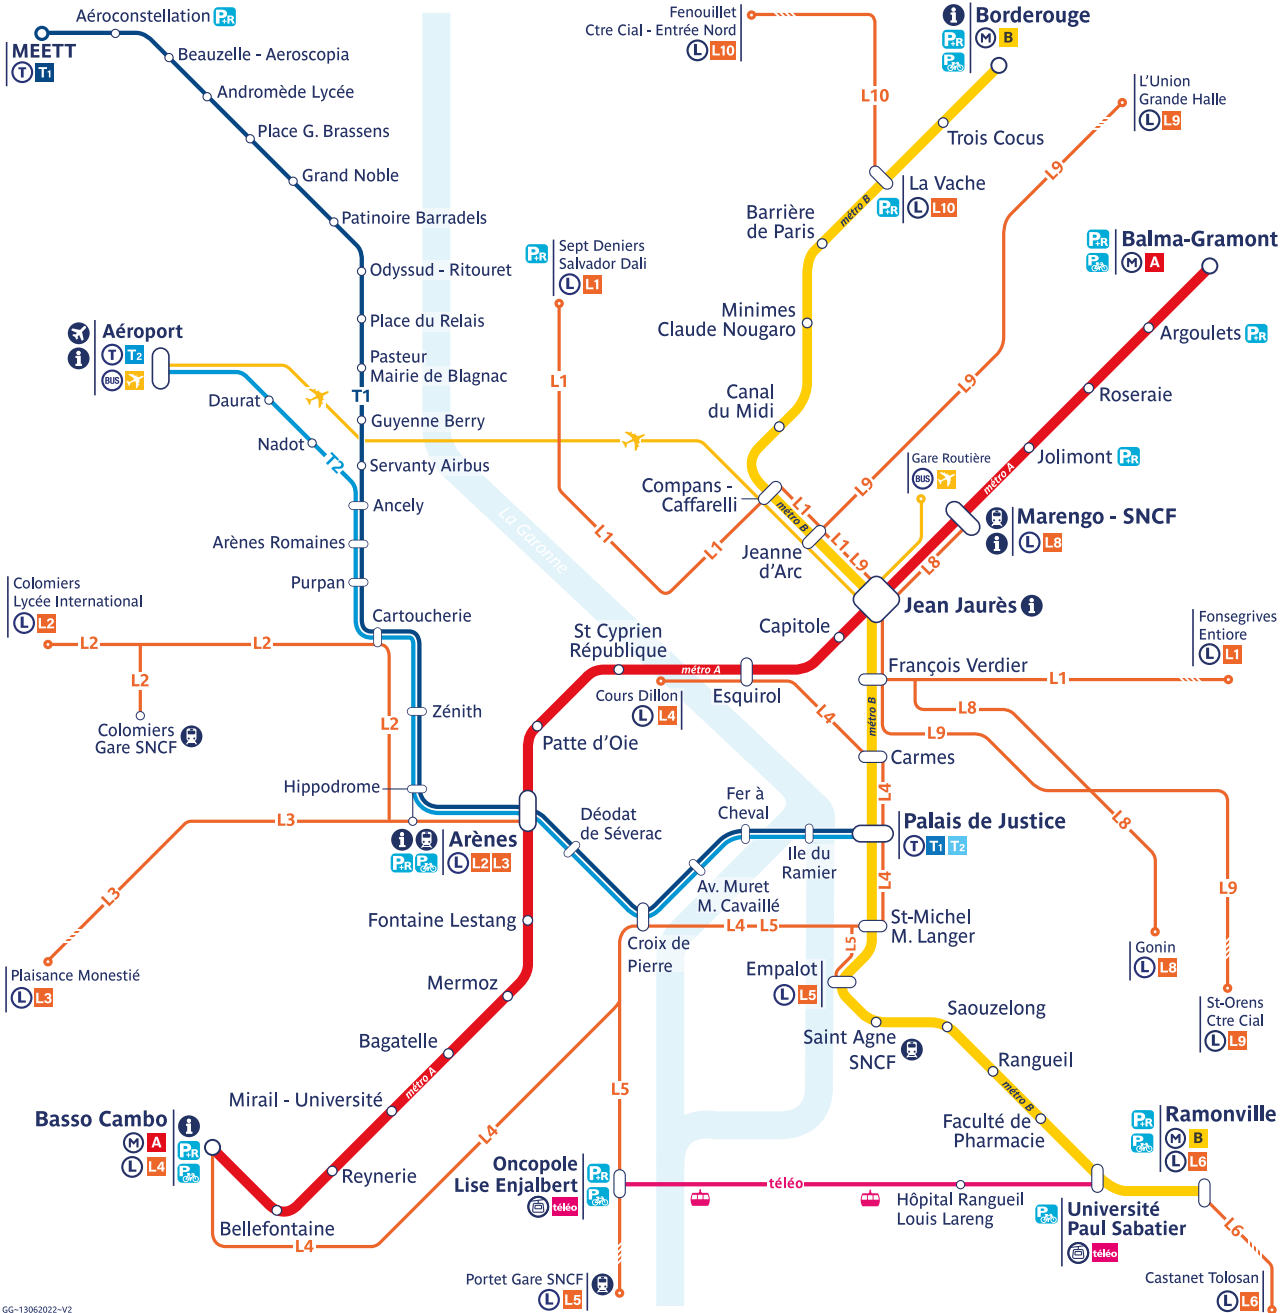 Aéroconstellation P+R
MEETT
T T1
Beauzelle - Aeroscopia
Andromède Lycée
Place G. Brassens
Grand Noble
Patinoire Barradels
Odyssud - Ritouret
Place du Relais
Pasteur
Mairie de Blagnac
T1
Guyenne Berry
Servanty Airbus
Aéroport
T T2
BUS
Daurat
Nadot
T2
Ancely
Arènes Romaines
Purpan
Cartoucherie
Zénith
Hippodrome
Colomiers
Lycée International
L L2
L2
L2
L2
L2
Colomiers
Gare SNCF
L3
L3
Plaisance Monestié
L L3
Arènes
P+R
L L2 L3
Fenouillet
Ctre Cial - Entrée Nord
L L10
L10
Borderouge
P+R
M B
Trois Cocus
La Vache
P+R
L L10
métro B
Barrière
de Paris
Minimes
Claude Nougaro
Canal
du Midi
L'Union
Grande Halle
L L9
L9
L9
L9
Balma-Gramont
P+R
M A
Argoulets P+R
Roseraie
Jolimont P+R
métro A
Marengo - SNCF
L L8
L8
Gare Routière
BUS
Sept Deniers
Salvador Dali
P+R
L L1
L1
L1
L1
La Garonne
Compans -
Caffarelli
métro B
L1
L1
L9
Jeanne
d'Arc
Jean Jaurès
Capitole
St Cyprien
République
métro A
Esquirol
Cours Dillon
L L4
L4
Patte d'Oie
François Verdier
Fonsegrives
Entiore
L L1
L1
L8
L9
métro B
Carmes
L4
Palais de Justice
T T1 T2
L4
Fer à
Cheval
Ile du
Ramier
Déodat
de Séverac
Av. Muret
M. Cavaillé
Croix de
Pierre
L4
L5
St-Michel
M. Langer
L5
Empalot
L L5
Saint Agne
SNCF
Saouzelong
Rangueil
métro B
Faculté de
Pharmacie
L8
Gonin
L L8
L9
St-Orens
Ctre Cial
L L9
Fontaine Lestang
Mermoz
Bagatelle
métro A
Mirail - Université
Reynerie
Bellefontaine
Basso Cambo
M A
L L4
P+R
L4
L4
L5
Oncopole
Lise Enjalbert
P+R
téléo
téléo
Hôpital Rangueil
Louis Lareng
Université
Paul Sabatier
téléo
Ramonville
P+R
M B
L L6
L6
Castanet Tolosan
L L6
Portet Gare SNCF
L L5
GG~13062022~V2